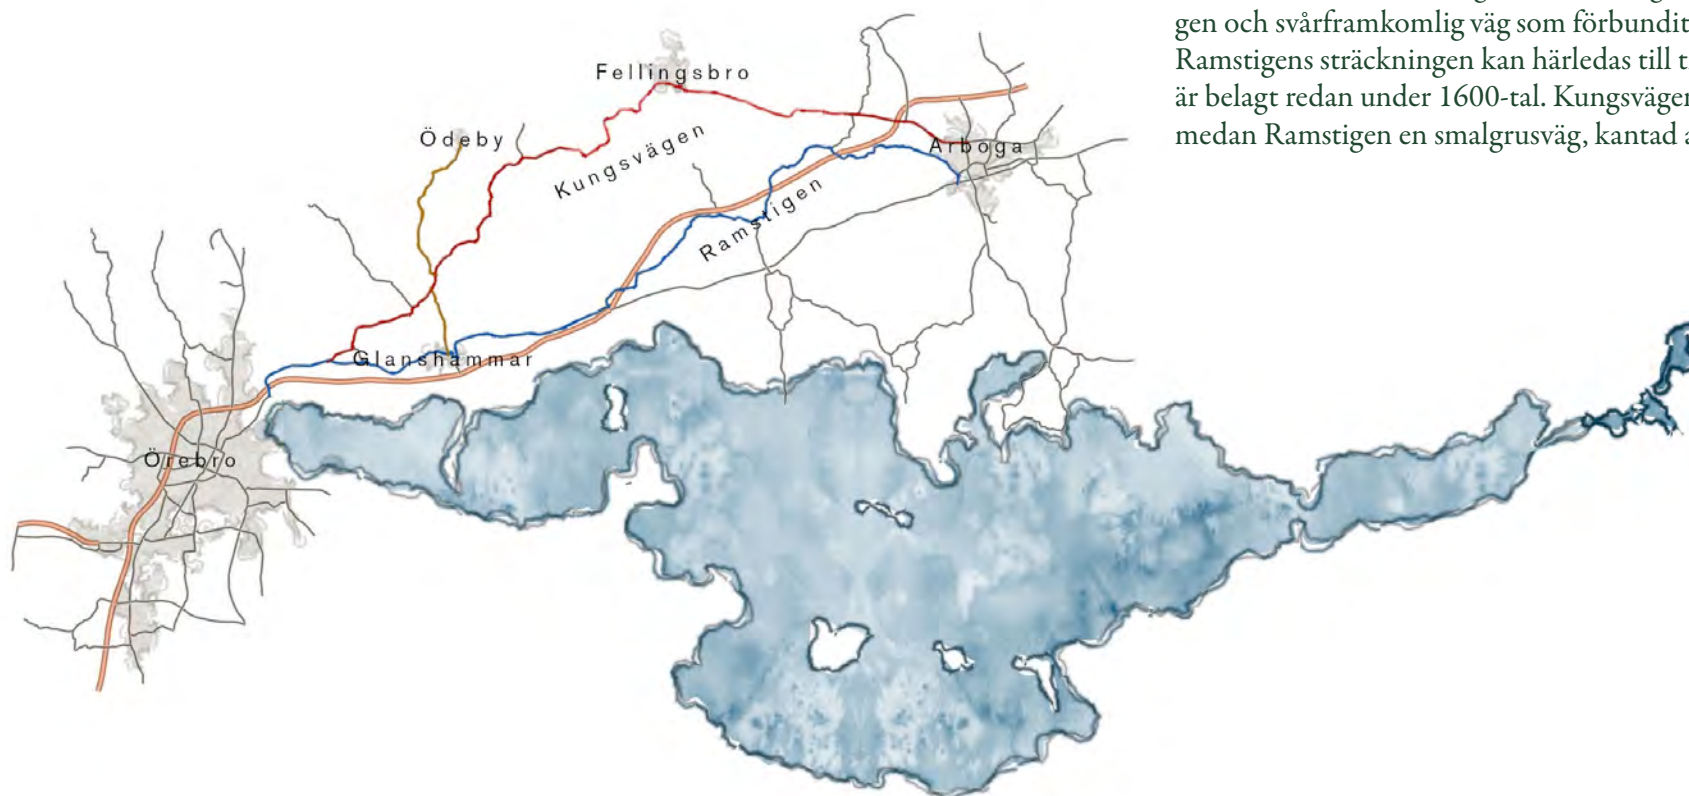 gen och svårframkomlig väg som förbundit
Ramstigens sträckningen kan härledas till
är belagt redan under 1600-tal. Kungsvägen
medan Ramstigen en smalgrusväg, kantad
Fellingsbro
Ödeby
Kungsvägen
Arboga
Ramstigen
Glanshammar
Örebro